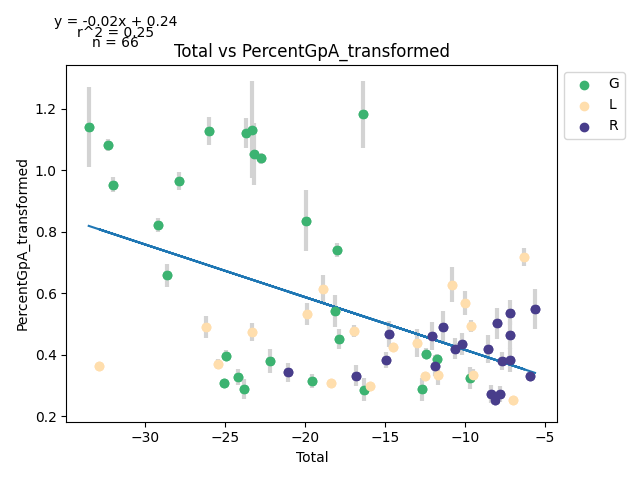 y = -0.02x + 0.24
r^2 = 0.25
n = 66
Total vs PercentGpA_transformed
G
L
R
PercentGpA_transformed
1.2
1.0
0.8
0.6
0.4
0.2
−30
−25
−20
−15
−10
−5
Total